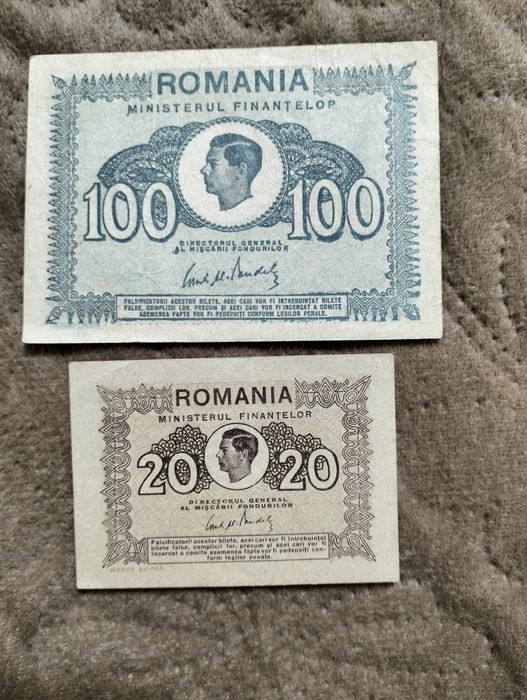 ROMANIA
MINISTERUL FINANȚELOR
100 100
DIRECTORUL GENERAL
AL MIȘCĂRII FONDURILOR
FALSIFICATORII ACESTOR BILETE, ACEI CARI VOR FI INTREBUINȚAT BILETE
FALSE, COMPLICII LOR, PRECUM ȘI ACEI CARI VOR FI INCERCAT A COMITE
ASEMENEA FAPTE VOR FI PEDEPSIȚI CONFORM LEGILOR PENALE.
ROMANIA
MINISTERUL FINANȚELOR
20 20
DIRECTORUL GENERAL
AL MIȘCĂRII FONDURILOR
Falsificatorii acestor bilete, acei cari vor fi întrebuințat
bilete false, complicii lor, precum și acei cari vor fi
încercat a comite asemenea fapte vor fi pedepsiți con-
form legilor penale.